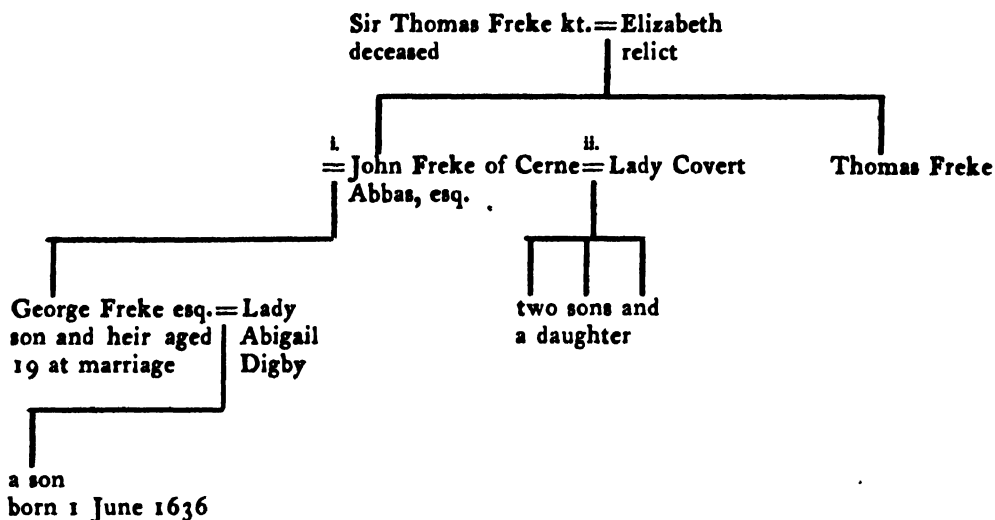 Sir Thomas Freke kt.=Elizabeth
deceased relict
i. ii.
=John Freke of Cerne=Lady Covert Thomas Freke
Abbas, esq.
George Freke esq.=Lady
son and heir aged Abigail
19 at marriage Digby
two sons and
a daughter
a son
born 1 June 1636